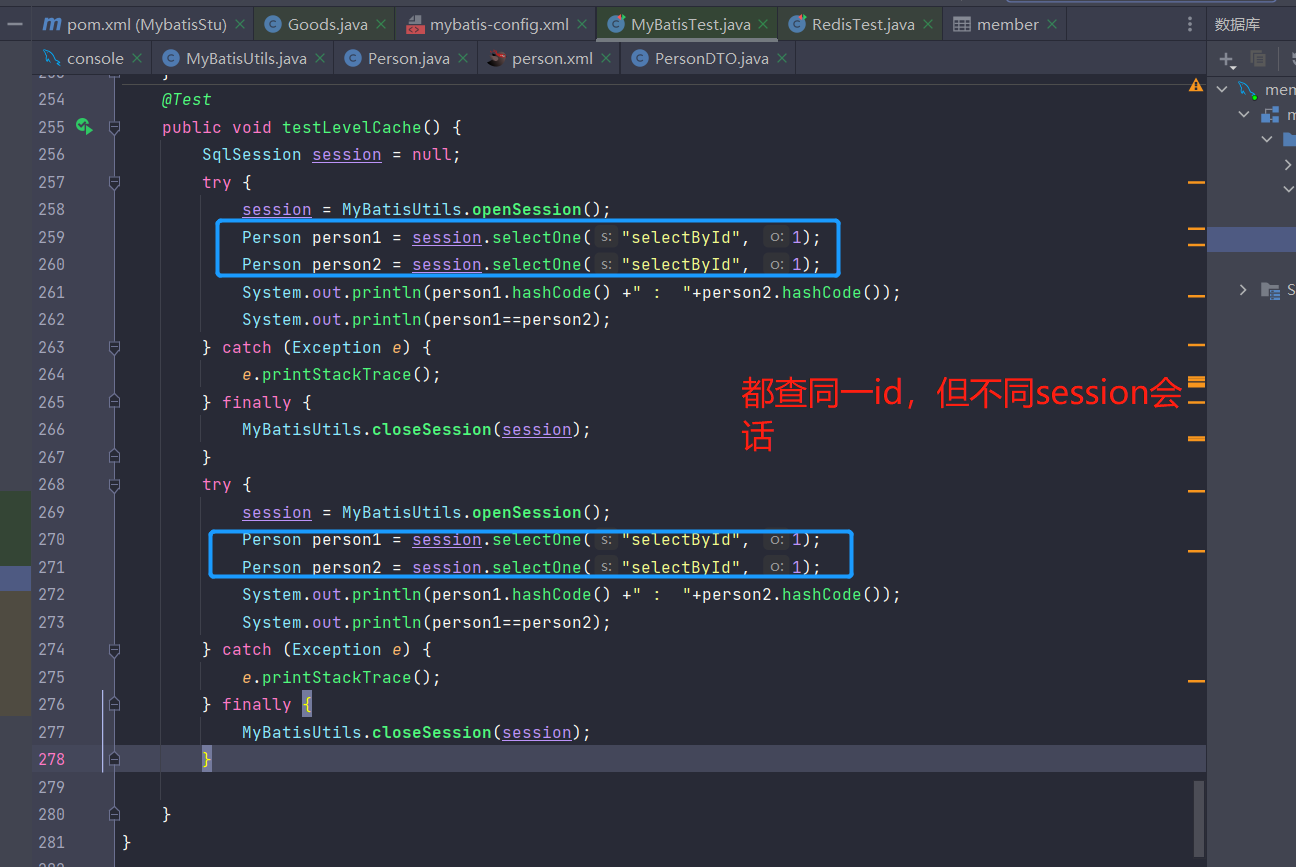 pom.xml (MybatisStu) Goods.java mybatis-config.xml MyBatisTest.java RedisTest.java member 数据库
console MyBatisUtils.java Person.java person.xml PersonDTO.java
254 @Test
255 public void testLevelCache() {
256 SqlSession session = null;
257 try {
258 session = MyBatisUtils.openSession();
259 Person person1 = session.selectOne( s: "selectById", o: 1);
260 Person person2 = session.selectOne( s: "selectById", o: 1);
261 System.out.println(person1.hashCode() +" :  "+person2.hashCode());
262 System.out.println(person1==person2);
263 } catch (Exception e) {
264 e.printStackTrace();
265 } finally {
266 MyBatisUtils.closeSession(session);
267 }
268 try {
269 session = MyBatisUtils.openSession();
270 Person person1 = session.selectOne( s: "selectById", o: 1);
271 Person person2 = session.selectOne( s: "selectById", o: 1);
272 System.out.println(person1.hashCode() +" :  "+person2.hashCode());
273 System.out.println(person1==person2);
274 } catch (Exception e) {
275 e.printStackTrace();
276 } finally {
277 MyBatisUtils.closeSession(session);
278 }
279
280 }
281 }
都查同一id，但不同session会
话